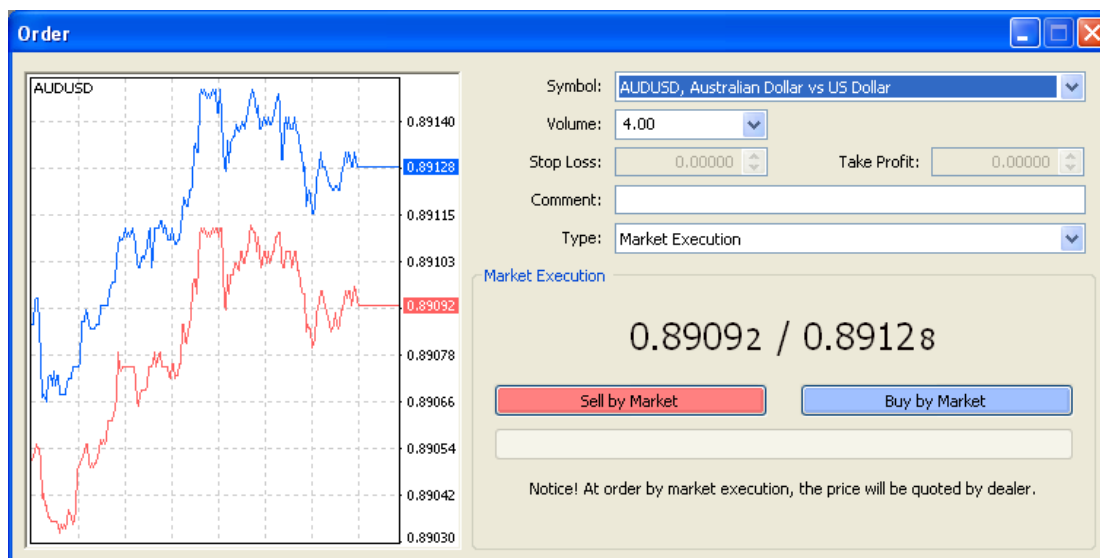 Order
AUDUSD
0.89140
0.89128
0.89115
0.89103
0.89092
0.89078
0.89066
0.89054
0.89042
0.89030
Symbol: AUDUSD, Australian Dollar vs US Dollar
Volume: 4.00
Stop Loss: 0.00000 Take Profit: 0.00000
Comment:
Type: Market Execution
Market Execution
0.89092 / 0.89128
Sell by Market Buy by Market
Notice! At order by market execution, the price will be quoted by dealer.